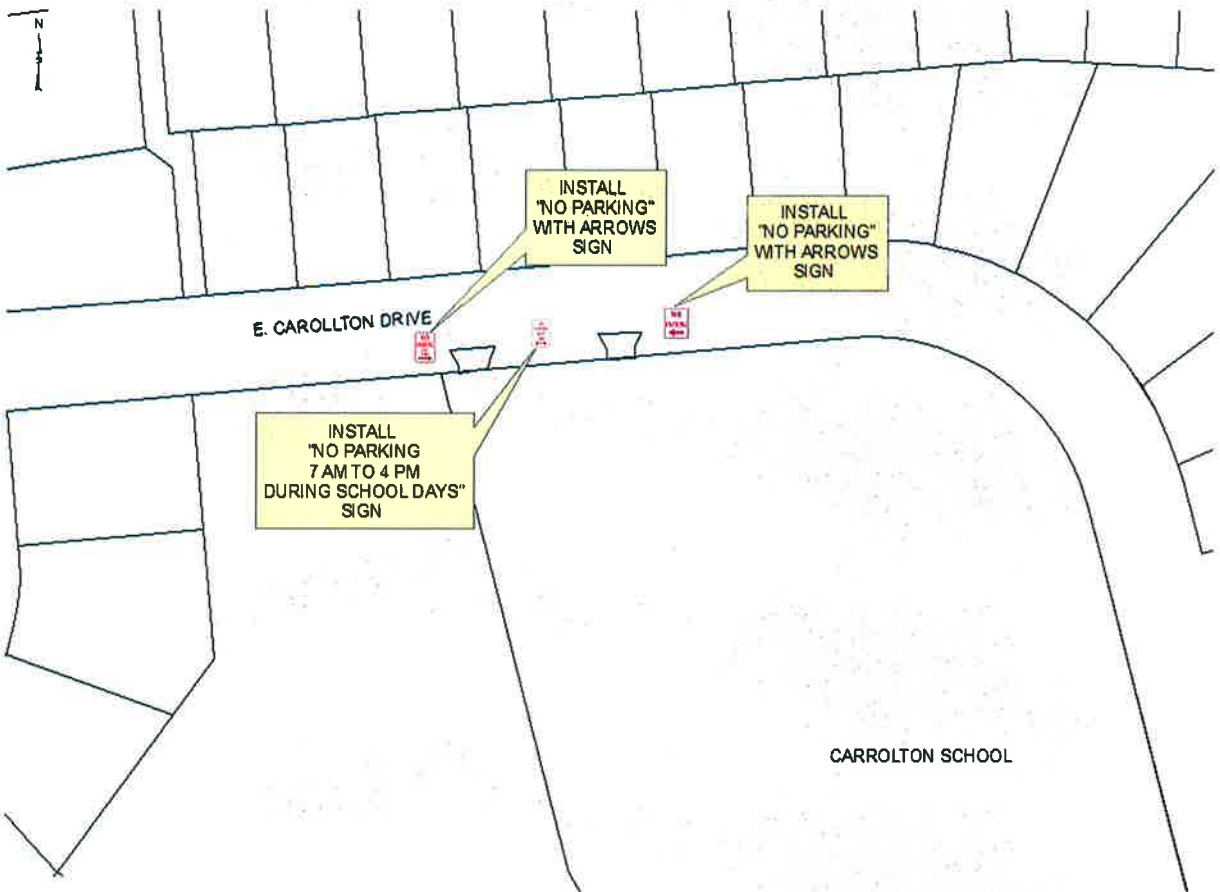 N
INSTALL
"NO PARKING"
WITH ARROWS
SIGN
INSTALL
"NO PARKING"
WITH ARROWS
SIGN
E. CAROLLTON DRIVE
INSTALL
"NO PARKING
7 AM TO 4 PM
DURING SCHOOL DAYS"
SIGN
CARROLTON SCHOOL